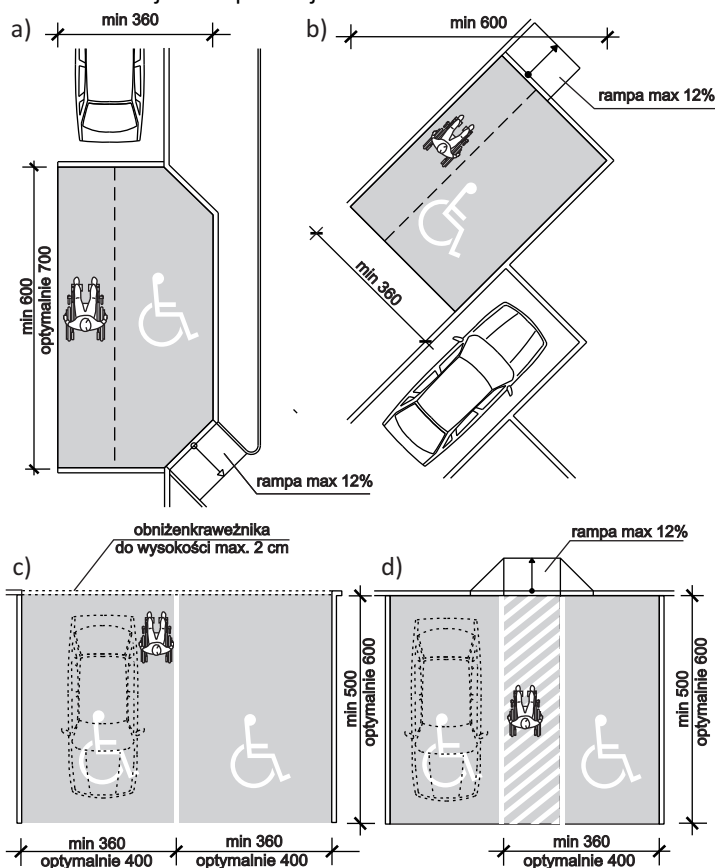 a)
min 360
b)
min 600
rampa max 12%
min 600
optymalnie 700
min 360
rampa max 12%
obniżenkraweżnika
do wysokości max. 2 cm
c)
min 500
optymalnie 600
min 360
optymalnie 400
min 360
optymalnie 400
d)
rampa max 12%
min 500
optymalnie 600
min 360
optymalnie 400